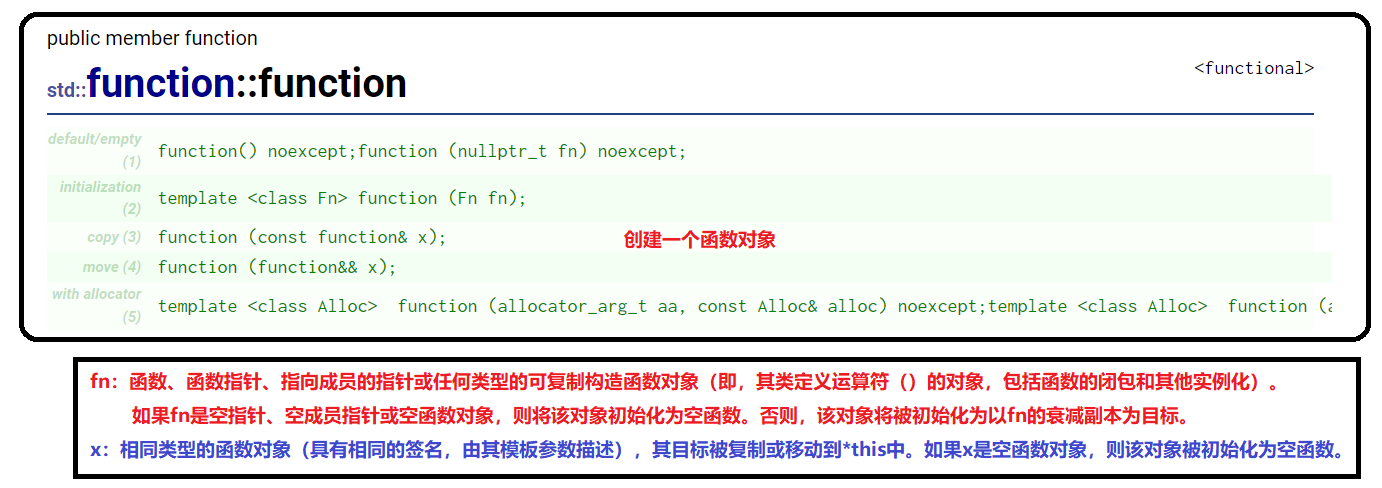 public member function
<functional>
std::function::function
default/empty
(1)
function() noexcept;function (nullptr_t fn) noexcept;
initialization
(2)
template <class Fn> function (Fn fn);
copy (3)
function (const function& x);
创建一个函数对象
move (4)
function (function&& x);
with allocator
(5)
template <class Alloc>  function (allocator_arg_t aa, const Alloc& alloc) noexcept;template <class Alloc>  function (a
fn：函数、函数指针、指向成员的指针或任何类型的可复制构造函数对象（即，其类定义运算符（）的对象，包括函数的闭包和其他实例化）。
如果fn是空指针、空成员指针或空函数对象，则将该对象初始化为空函数。否则，该对象将被初始化为以fn的衰减副本为目标。
x：相同类型的函数对象（具有相同的签名，由其模板参数描述），其目标被复制或移动到*this中。如果x是空函数对象，则该对象被初始化为空函数。